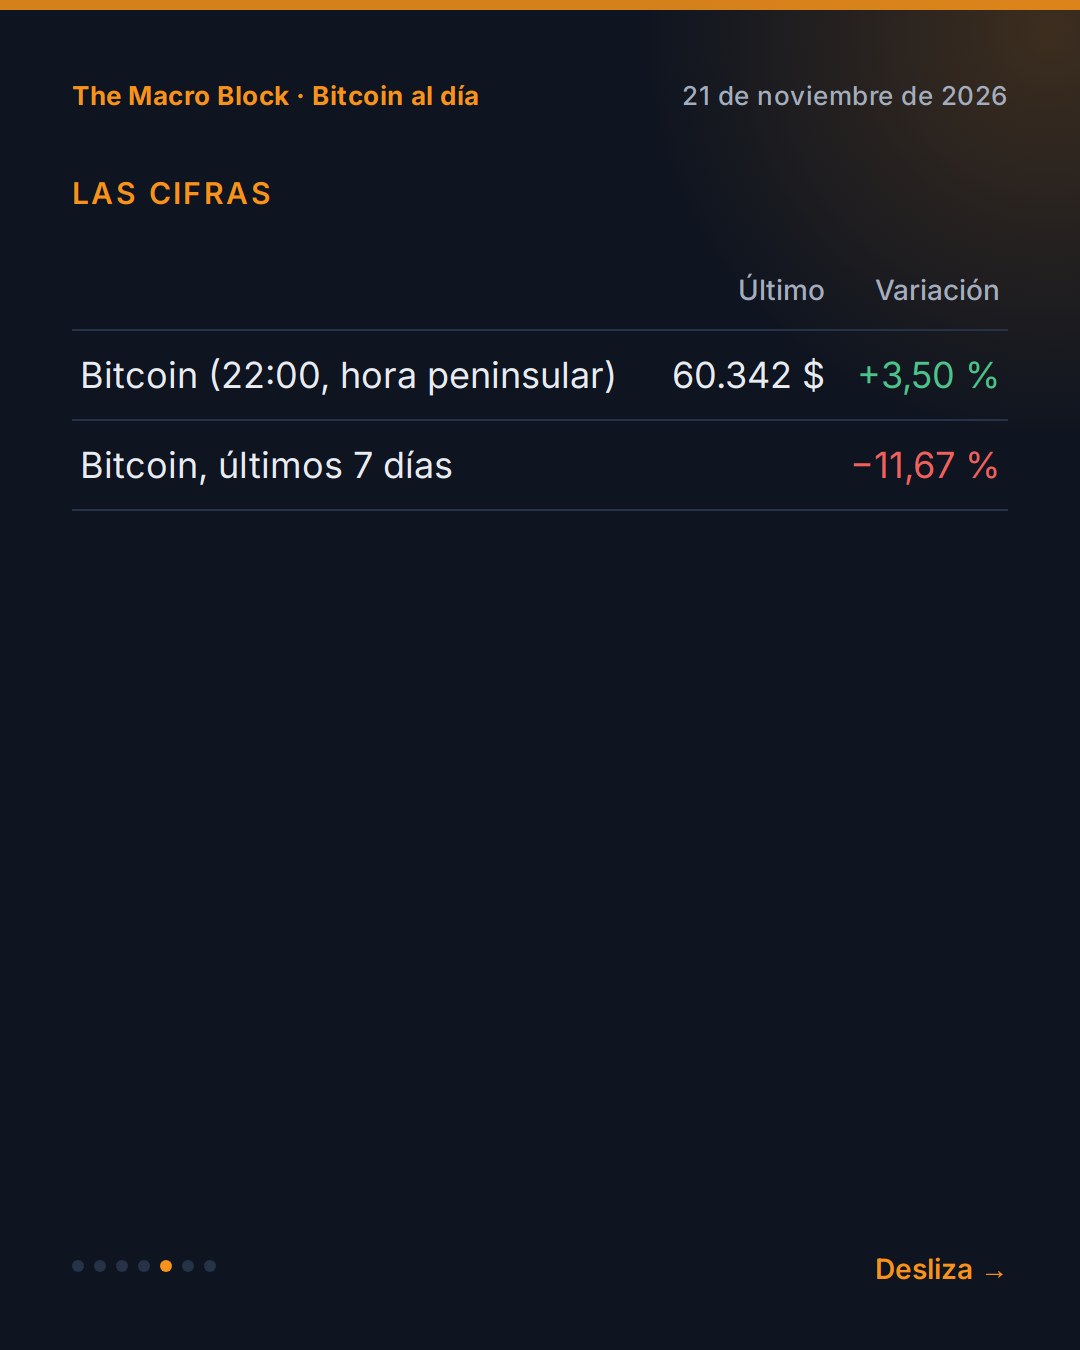 The Macro Block · Bitcoin al día 21 de noviembre de 2026
LAS CIFRAS
Último Variación
Bitcoin (22:00, hora peninsular) 60.342 $ +3,50 %
Bitcoin, últimos 7 días −11,67 %
Desliza →